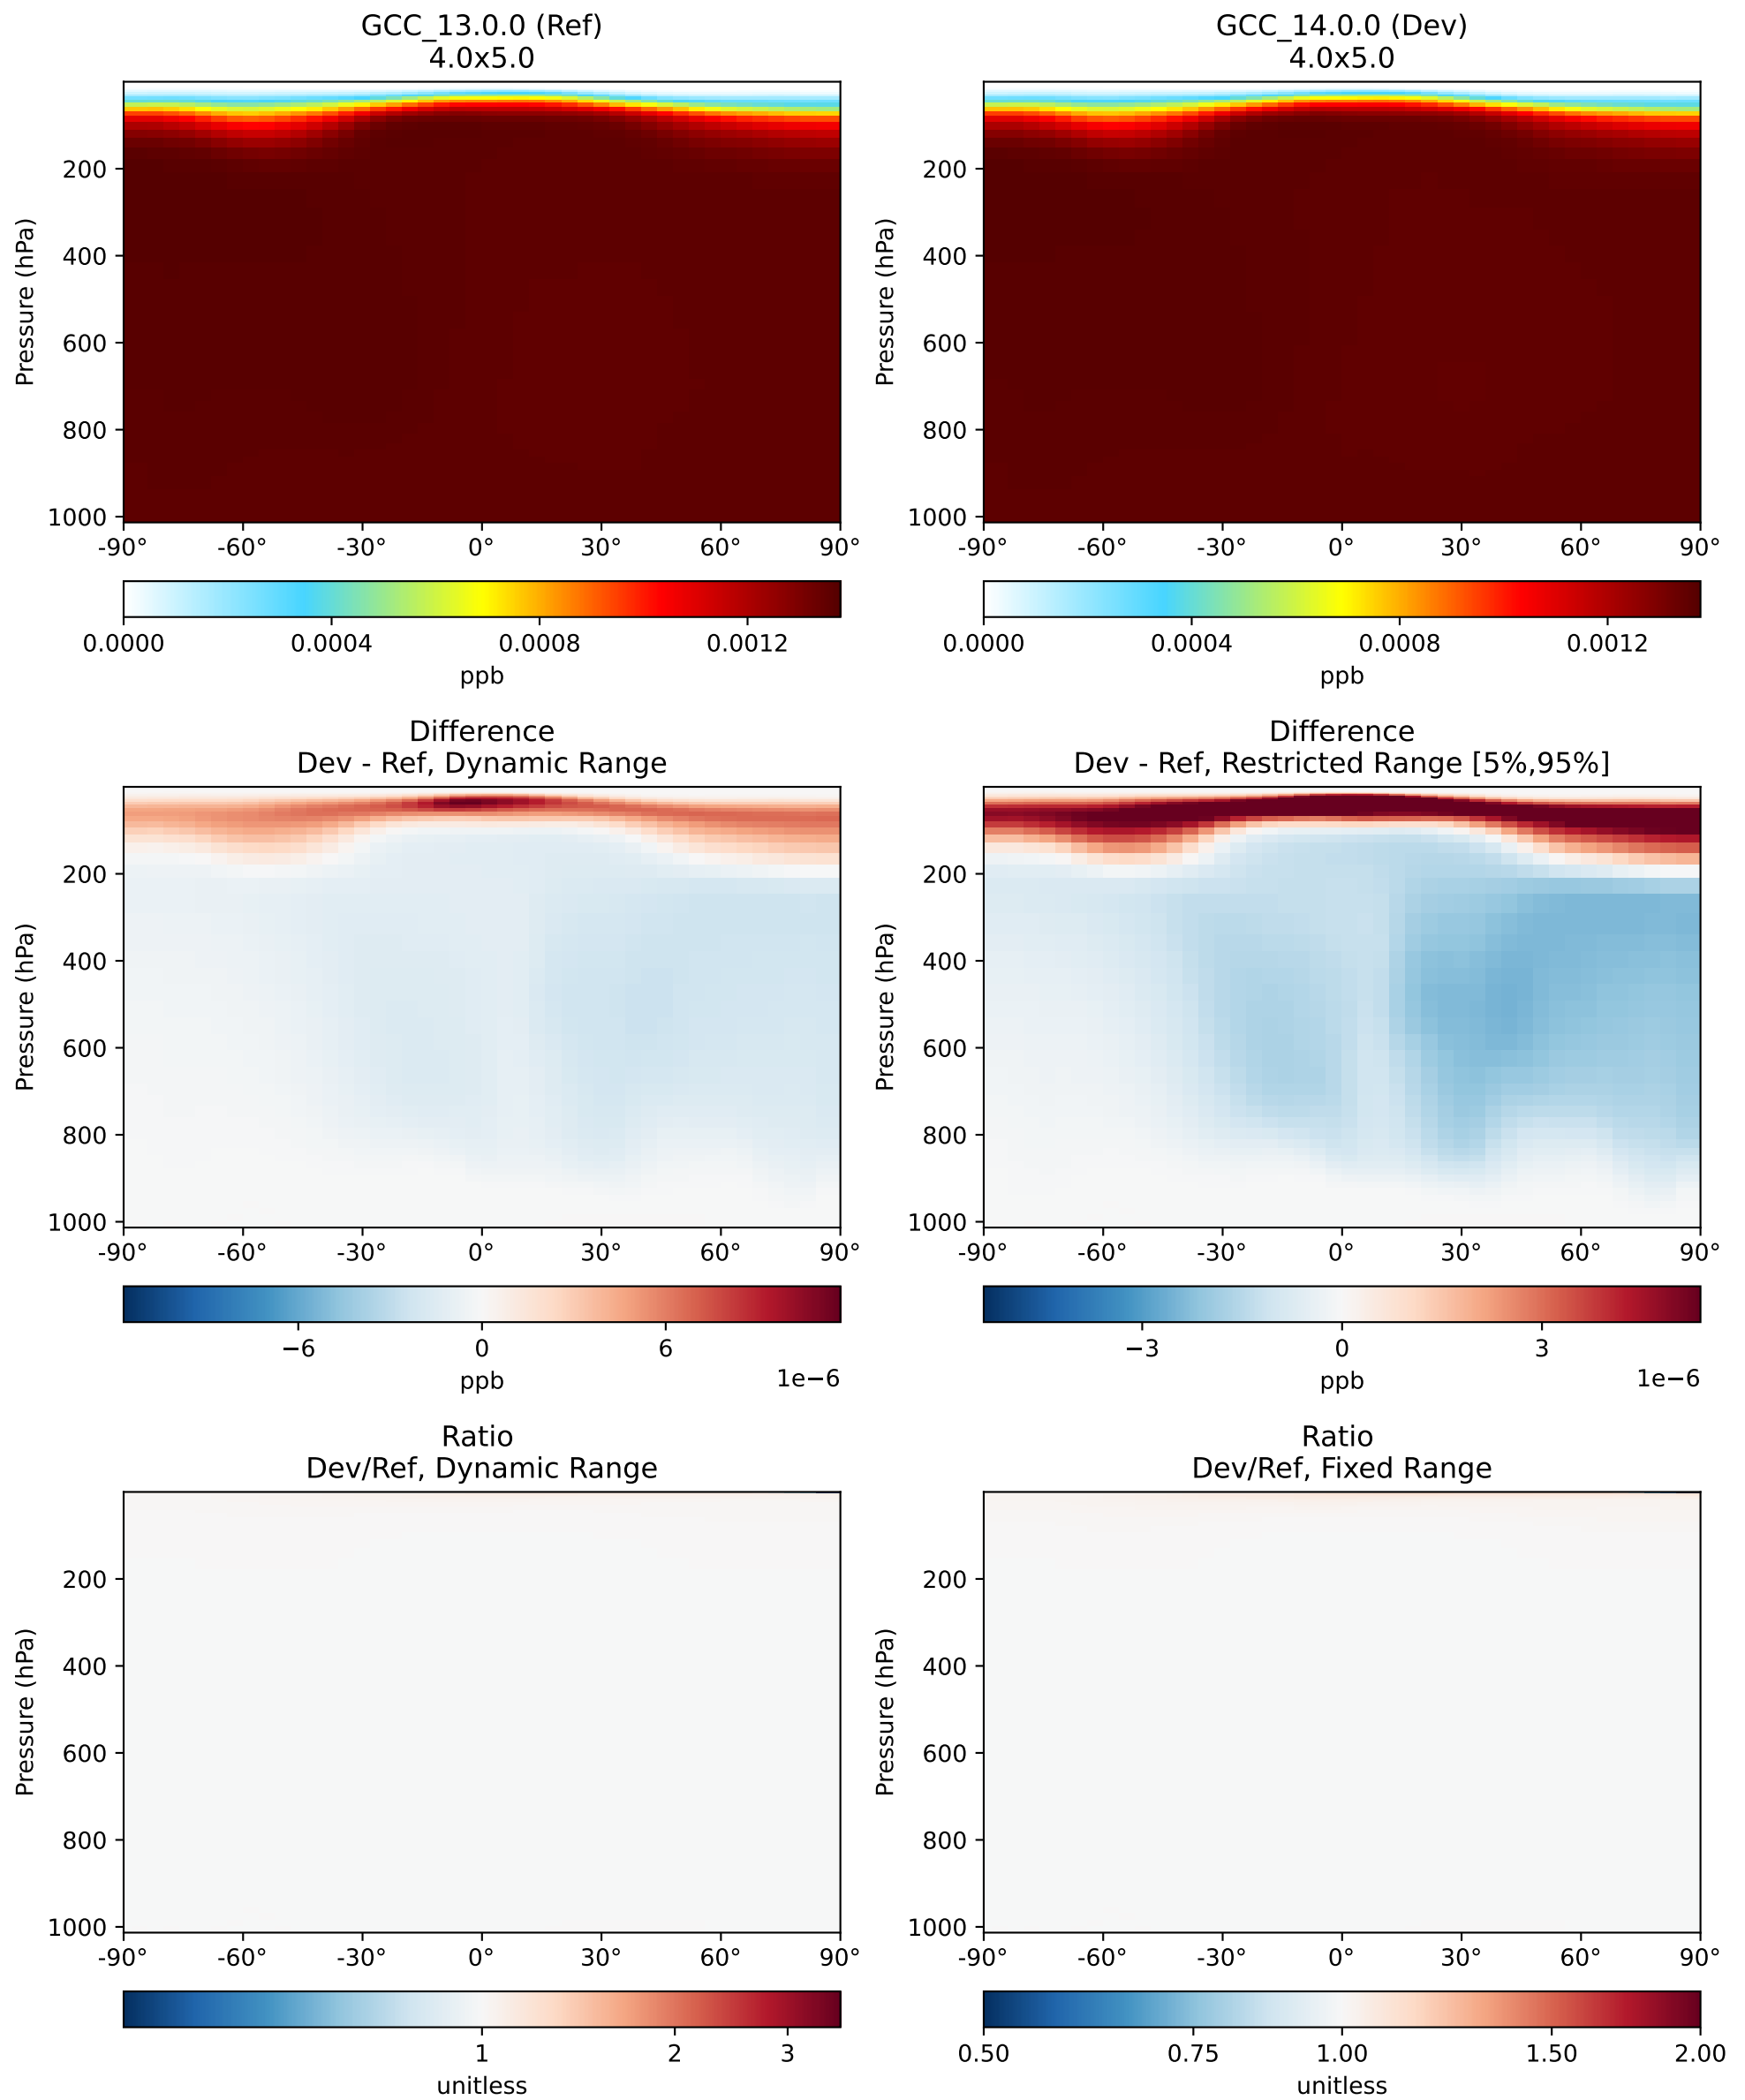 GCC_13.0.0 (Ref)
4.0x5.0
Pressure (hPa)
200
400
600
800
1000
-90° -60° -30° 0° 30° 60° 90°
0.0000 0.0004 0.0008 0.0012
ppb
GCC_14.0.0 (Dev)
4.0x5.0
Pressure (hPa)
200
400
600
800
1000
-90° -60° -30° 0° 30° 60° 90°
0.0000 0.0004 0.0008 0.0012
ppb
Difference
Dev - Ref, Dynamic Range
Pressure (hPa)
200
400
600
800
1000
-90° -60° -30° 0° 30° 60° 90°
−6 0 6
ppb 1e−6
Difference
Dev - Ref, Restricted Range [5%,95%]
Pressure (hPa)
200
400
600
800
1000
-90° -60° -30° 0° 30° 60° 90°
−3 0 3
ppb 1e−6
Ratio
Dev/Ref, Dynamic Range
Pressure (hPa)
200
400
600
800
1000
-90° -60° -30° 0° 30° 60° 90°
1 2 3
unitless
Ratio
Dev/Ref, Fixed Range
Pressure (hPa)
200
400
600
800
1000
-90° -60° -30° 0° 30° 60° 90°
0.50 0.75 1.00 1.50 2.00
unitless